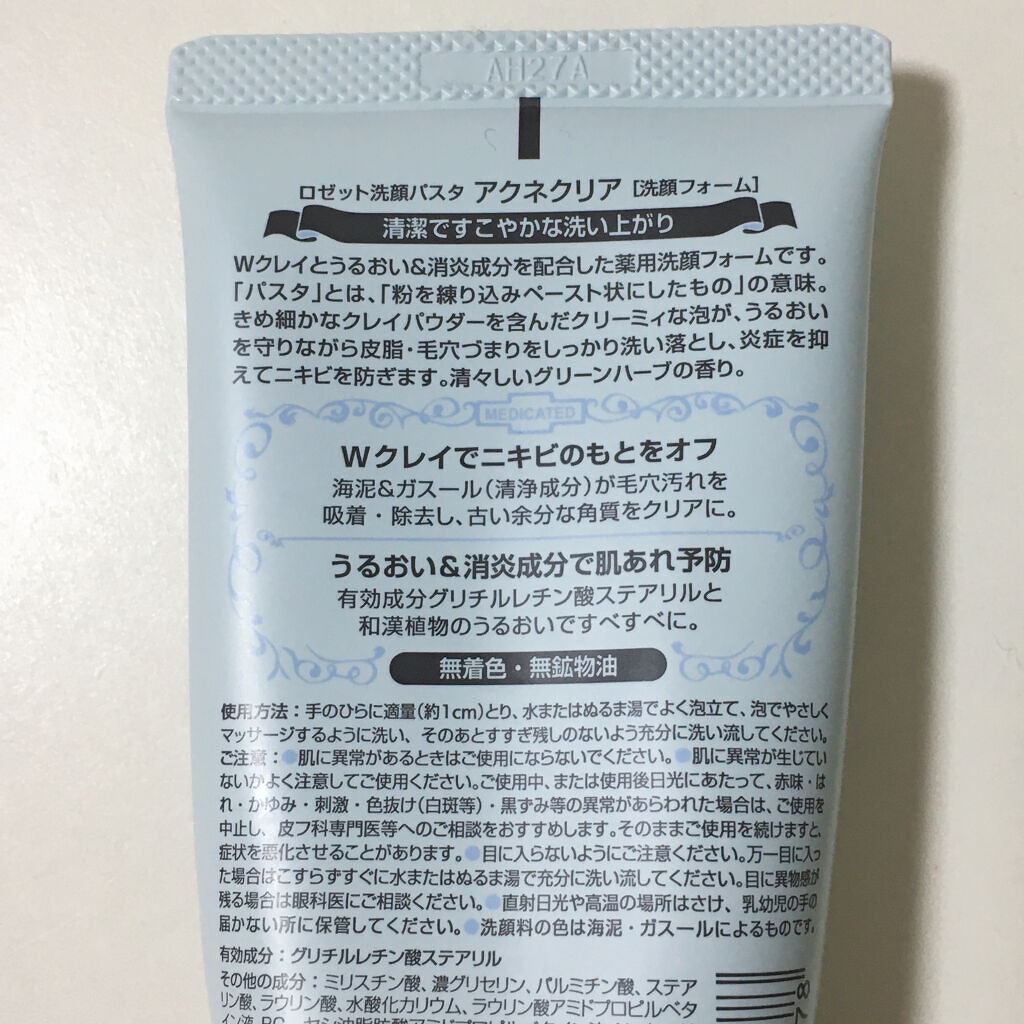 AH27A
ロゼット洗顔パスタ アクネクリア [洗顔フォーム]
清潔ですこやかな洗い上がり
Wクレイとうるおい&消炎成分を配合した薬用洗顔フォームです。
「パスタ」とは、「粉を練り込みペースト状にしたもの」の意味。
きめ細かなクレイパウダーを含んだクリーミィな泡が、うるおい
を守りながら皮脂・毛穴づまりをしっかり洗い落とし、炎症を抑
えてニキビを防ぎます。清々しいグリーンハーブの香り。
MEDICATED
Wクレイでニキビのもとをオフ
海泥&ガスール(清浄成分)が毛穴汚れを
吸着・除去し、古い余分な角質をクリアに。
うるおい&消炎成分で肌あれ予防
有効成分グリチルレチン酸ステアリルと
和漢植物のうるおいですべすべに。
無着色・無鉱物油
使用方法:手のひらに適量(約1cm)とり、水またはぬるま湯でよく泡立て、泡でやさしく
マッサージするように洗い、そのあとすすぎ残しのないよう充分に洗い流してください。
ご注意:●肌に異常があるときはご使用にならないでください。●肌に異常が生じてい
ないかよく注意してご使用ください。ご使用中、または使用後日光にあたって、赤味・は
れ・かゆみ・刺激・色抜け(白斑等)・黒ずみ等の異常があらわれた場合は、ご使用を
中止し、皮フ科専門医等へのご相談をおすすめします。そのままご使用を続けますと、
症状を悪化させることがあります。●目に入らないようにご注意ください。万一目に入っ
た場合はこすらずすぐに水またはぬるま湯で充分に洗い流してください。目に異物感が
残る場合は眼科医にご相談ください。●直射日光や高温の場所はさけ、乳幼児の手の
届かない所に保管してください。●洗顔料の色は海泥・ガスールによるものです。
有効成分:グリチルレチン酸ステアリル
その他の成分:ミリスチン酸、濃グリセリン、パルミチン酸、ステア
リン酸、ラウリン酸、水酸化カリウム、ラウリン酸アミドプロピルベタ
イン液、BG、ヤシ油脂肪酸アミドプロピルベタイン